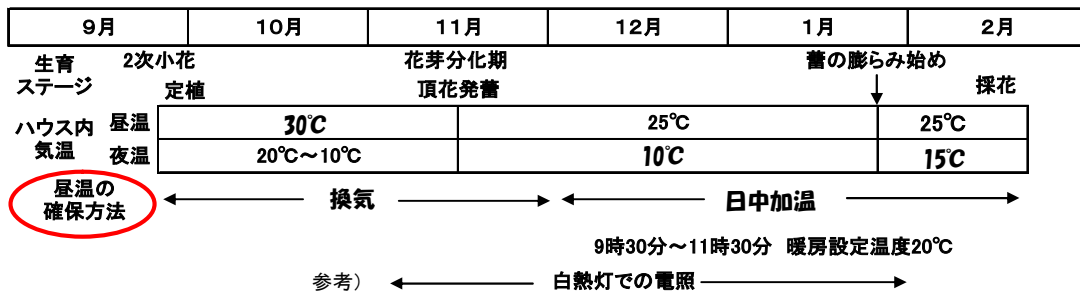 9月 10月 11月 12月 1月 2月
生育
ステージ
2次小花 花芽分化期 蕾の膨らみ始め
定植 頂花発蕾 採花
ハウス内
気温
昼温 30℃ 25℃ 25℃
夜温 20℃～10℃ 10℃ 15℃
昼温の
確保方法
換気 日中加温
9時30分～11時30分 暖房設定温度20℃
参考） 白熱灯での電照